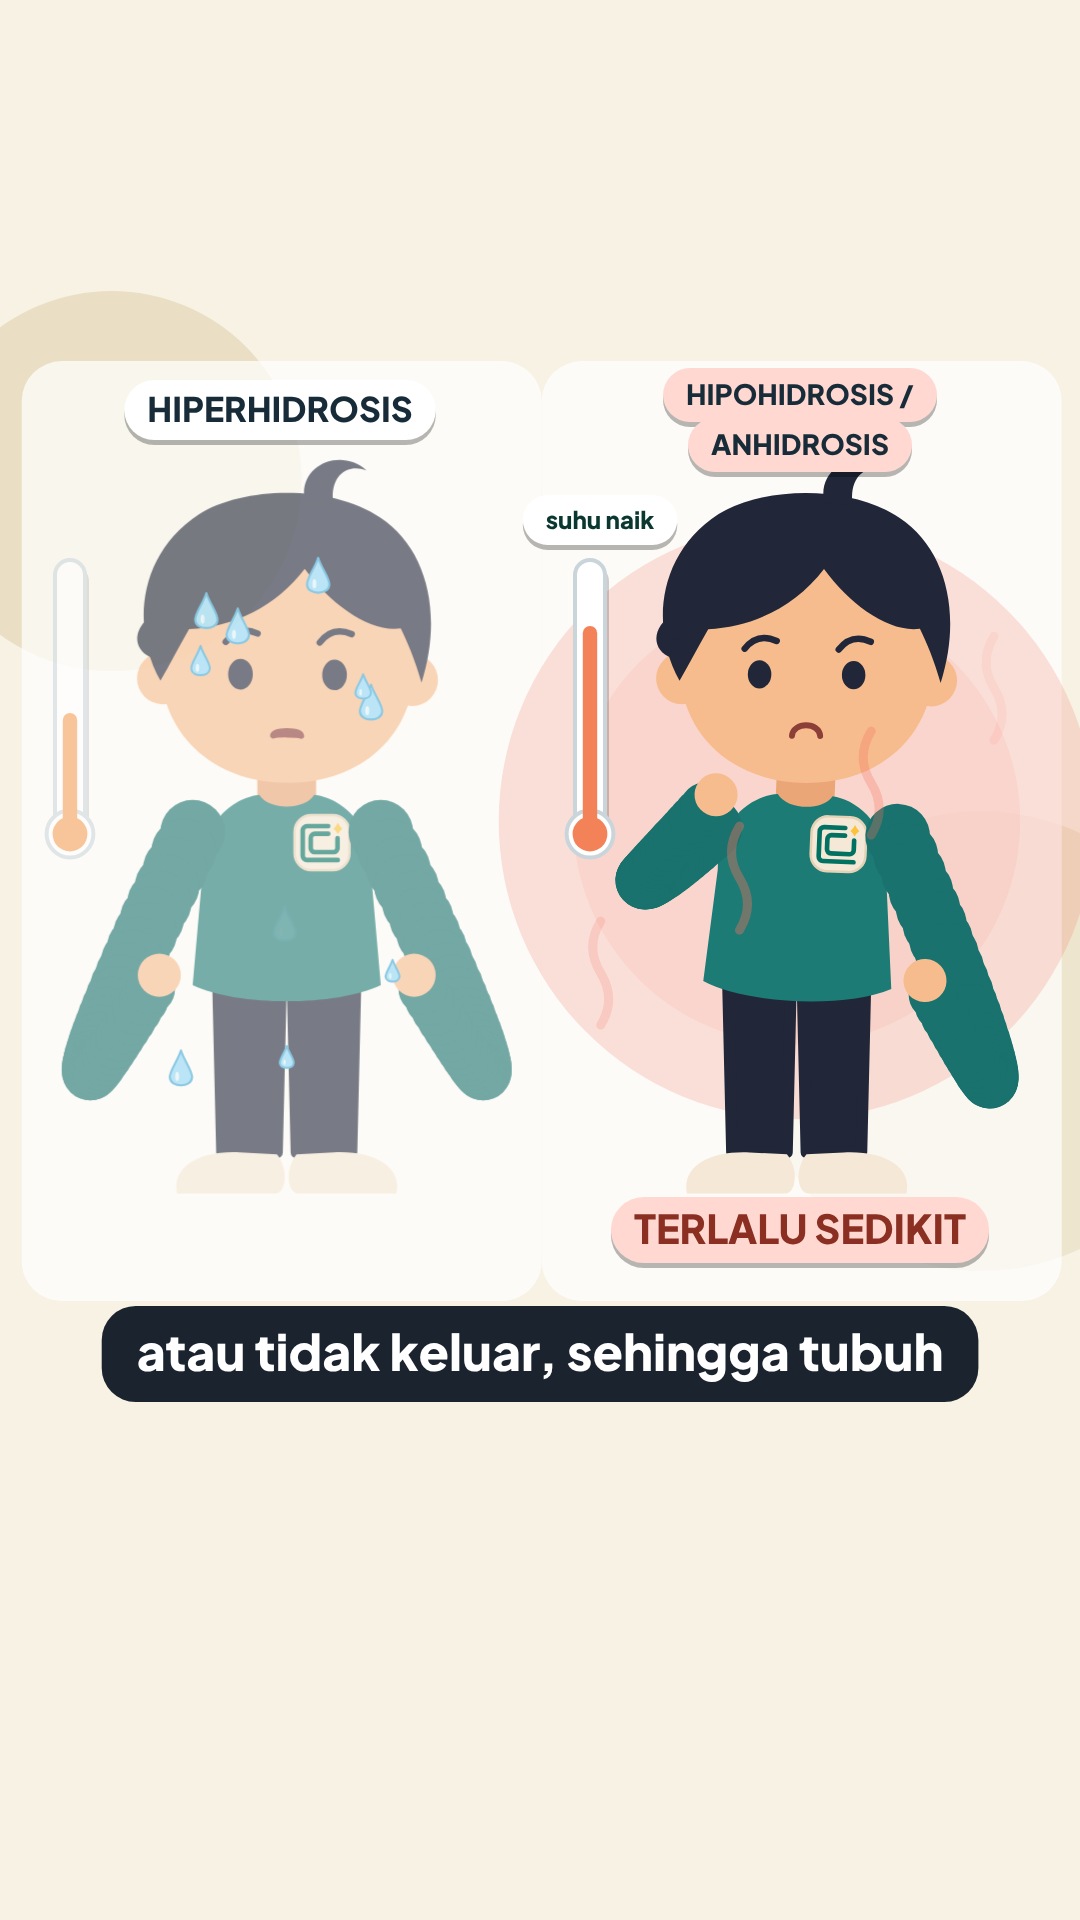 HIPERHIDROSIS
HIPOHIDROSIS /
ANHIDROSIS
suhu naik
TERLALU SEDIKIT
atau tidak keluar, sehingga tubuh